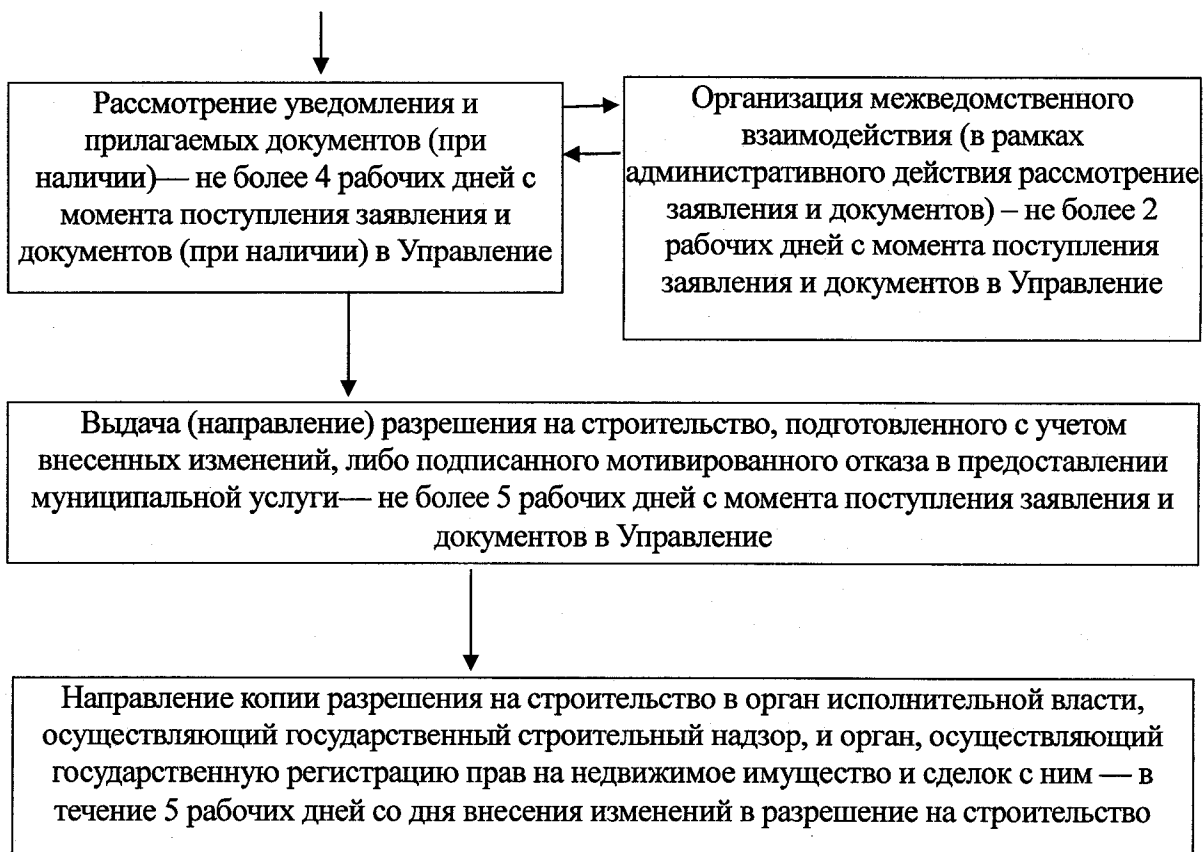 Рассмотрение уведомления и
прилагаемых документов (при
наличии)— не более 4 рабочих дней с
момента поступления заявления и
документов (при наличии) в Управление
Организация межведомственного
взаимодействия (в рамках
административного действия рассмотрение
заявления и документов) – не более 2
рабочих дней с момента поступления
заявления и документов в Управление
Выдача (направление) разрешения на строительство, подготовленного с учетом
внесенных изменений, либо подписанного мотивированного отказа в предоставлении
муниципальной услуги— не более 5 рабочих дней с момента поступления заявления и
документов в Управление
Направление копии разрешения на строительство в орган исполнительной власти,
осуществляющий государственный строительный надзор, и орган, осуществляющий
государственную регистрацию прав на недвижимое имущество и сделок с ним — в
течение 5 рабочих дней со дня внесения изменений в разрешение на строительство